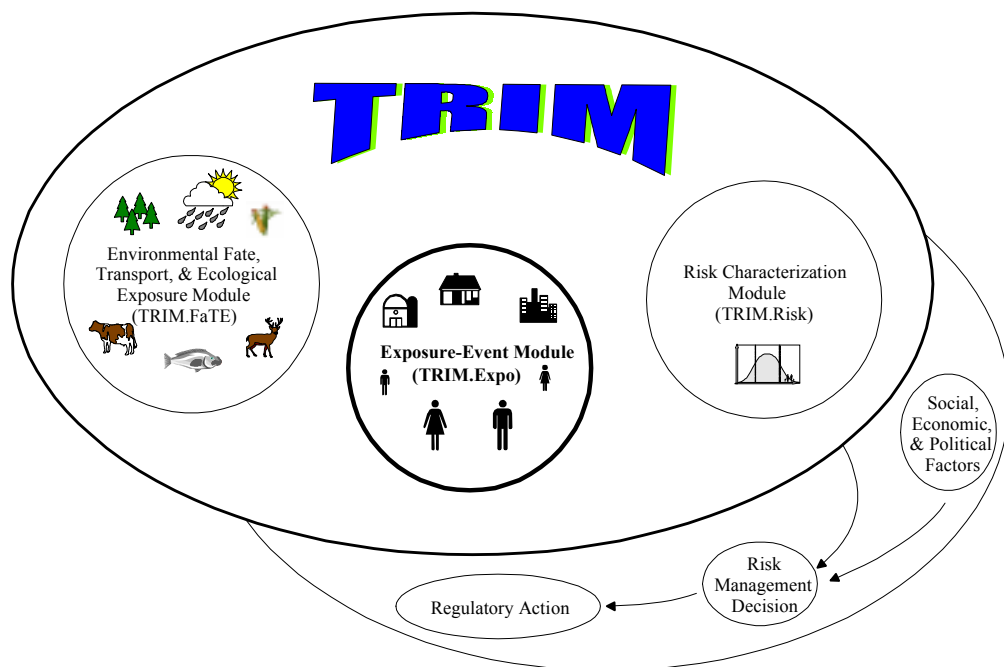 TRIM
Environmental Fate,
Transport, & Ecological
Exposure Module
(TRIM.FaTE)
Exposure-Event Module
(TRIM.Expo)
Risk Characterization
Module
(TRIM.Risk)
Social,
Economic,
& Political
Factors
Risk
Management
Decision
Regulatory Action